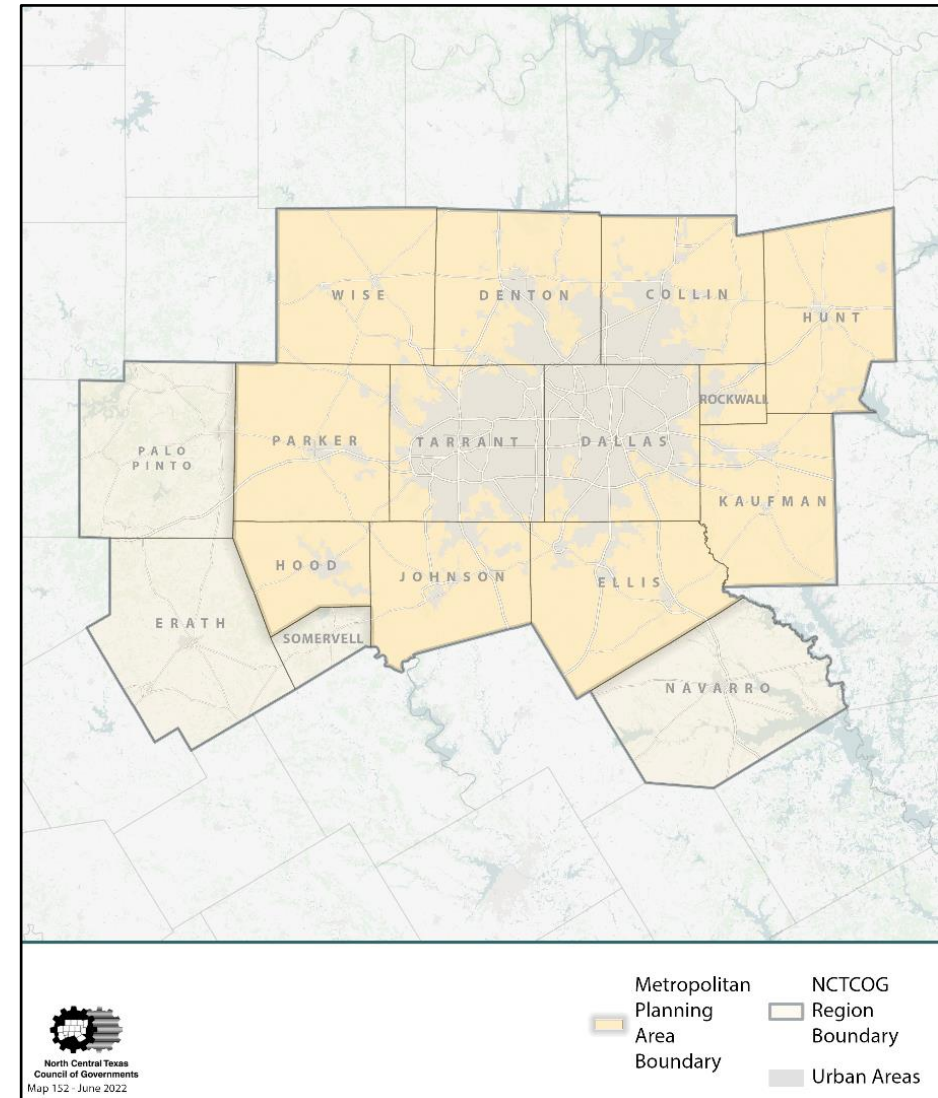 WISE
DENTON
COLLIN
HUNT
PALO
PINTO
PARKER
TARRANT
DALLAS
ROCKWALL
KAUFMAN
HOOD
JOHNSON
ELLIS
ERATH
SOMERVELL
NAVARRO
North Central Texas
Council of Governments
Map 152 - June 2022
Metropolitan
Planning
Area
Boundary
NCTCOG
Region
Boundary
Urban Areas